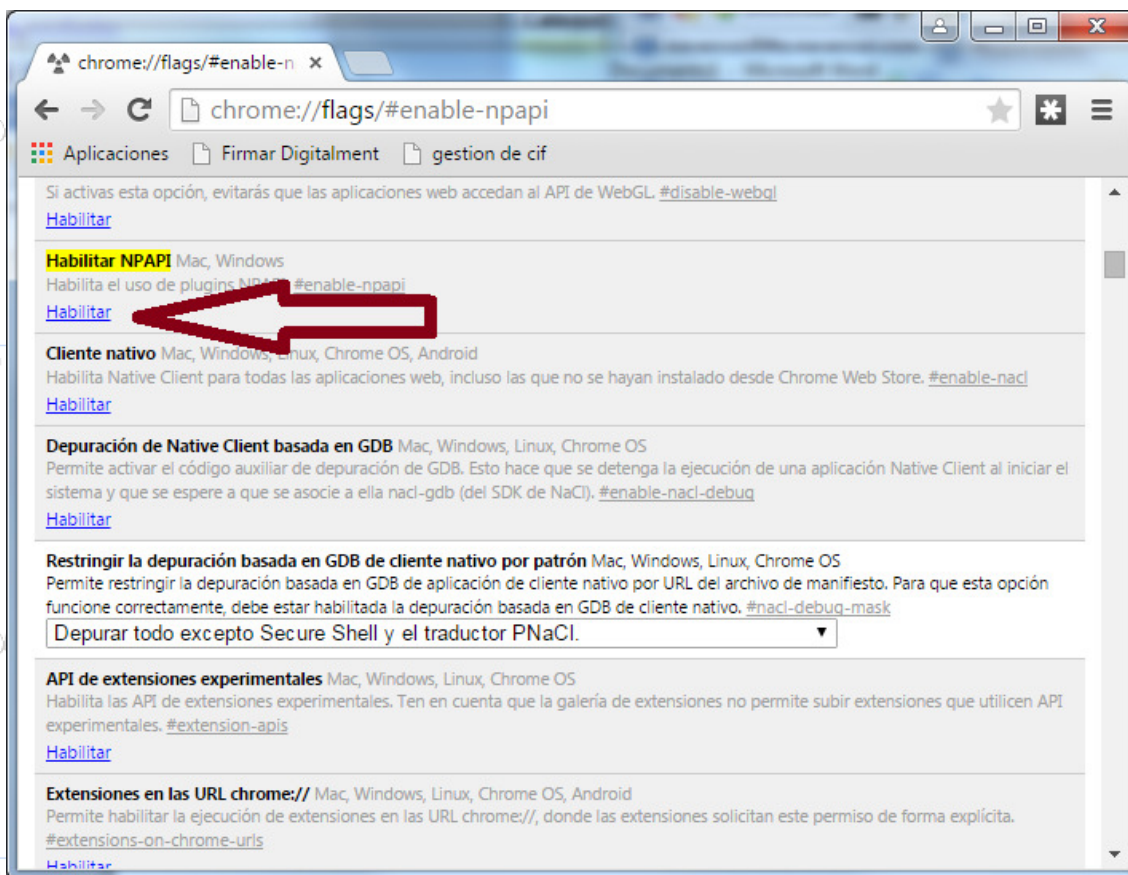 chrome://flags/#enable-n
chrome://flags/#enable-npapi
Aplicaciones Firmar Digitalment gestion de cif
Si activas esta opción, evitarás que las aplicaciones web accedan al API de WebGL. #disable-webgl
Habilitar
Habilitar NPAPI Mac, Windows
Habilita el uso de plugins NPAPI. #enable-npapi
Habilitar
Cliente nativo Mac, Windows, Linux, Chrome OS, Android
Habilita Native Client para todas las aplicaciones web, incluso las que no se hayan instalado desde Chrome Web Store. #enable-nacl
Habilitar
Depuración de Native Client basada en GDB Mac, Windows, Linux, Chrome OS
Permite activar el código auxiliar de depuración de GDB. Esto hace que se detenga la ejecución de una aplicación Native Client al iniciar el
sistema y que se espere a que se asocie a ella nacl-gdb (del SDK de NaCl). #enable-nacl-debug
Habilitar
Restringir la depuración basada en GDB de cliente nativo por patrón Mac, Windows, Linux, Chrome OS
Permite restringir la depuración basada en GDB de aplicación de cliente nativo por URL del archivo de manifiesto. Para que esta opción
funcione correctamente, debe estar habilitada la depuración basada en GDB de cliente nativo. #nacl-debug-mask
Depurar todo excepto Secure Shell y el traductor PNaCl.
API de extensiones experimentales Mac, Windows, Linux, Chrome OS
Habilita las API de extensiones experimentales. Ten en cuenta que la galería de extensiones no permite subir extensiones que utilicen API
experimentales. #extension-apis
Habilitar
Extensiones en las URL chrome:// Mac, Windows, Linux, Chrome OS, Android
Permite habilitar la ejecución de extensiones en las URL chrome://, donde las extensiones solicitan este permiso de forma explícita.
#extensions-on-chrome-urls
Habilitar